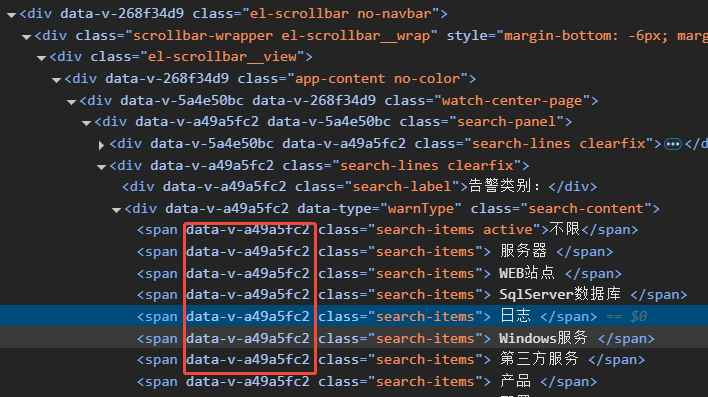 <div data-v-268f34d9 class="el-scrollbar no-navbar">
<div class="scrollbar-wrapper el-scrollbar__wrap" style="margin-bottom: -6px; marg
<div class="el-scrollbar__view">
<div data-v-268f34d9 class="app-content no-color">
<div data-v-5a4e50bc data-v-268f34d9 class="watch-center-page">
<div data-v-a49a5fc2 data-v-5a4e50bc class="search-panel">
<div data-v-5a4e50bc data-v-a49a5fc2 class="search-lines clearfix">…</d
<div data-v-a49a5fc2 class="search-lines clearfix">
<div data-v-a49a5fc2 class="search-label">告警类别：</div>
<div data-v-a49a5fc2 data-type="warnType" class="search-content">
<span data-v-a49a5fc2 class="search-items active">不限</span>
<span data-v-a49a5fc2 class="search-items"> 服务器 </span>
<span data-v-a49a5fc2 class="search-items"> WEB站点 </span>
<span data-v-a49a5fc2 class="search-items"> SqlServer数据库 </span>
<span data-v-a49a5fc2 class="search-items"> 日志 </span> == $0
<span data-v-a49a5fc2 class="search-items"> Windows服务 </span>
<span data-v-a49a5fc2 class="search-items"> 第三方服务 </span>
<span data-v-a49a5fc2 class="search-items"> 产品 </span>